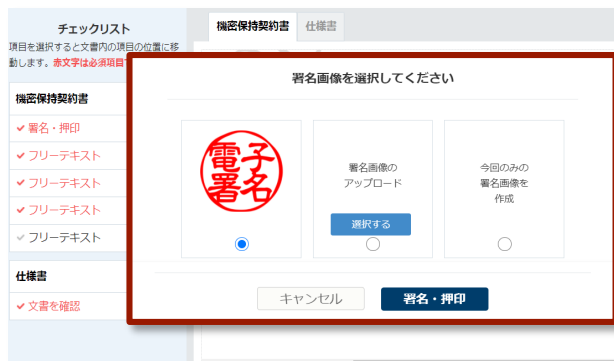 チェックリスト
項目を選択すると文書内の項目の位置に移
動します。赤文字は必須項目で
機密保持契約書
署名・押印
フリーテキスト
フリーテキスト
フリーテキスト
フリーテキスト
仕様書
文書を確認
機密保持契約書 仕様書
署名画像を選択してください
電子
署名
署名画像の
アップロード
選択する
今回のみの
署名画像を
作成
キャンセル 署名・押印